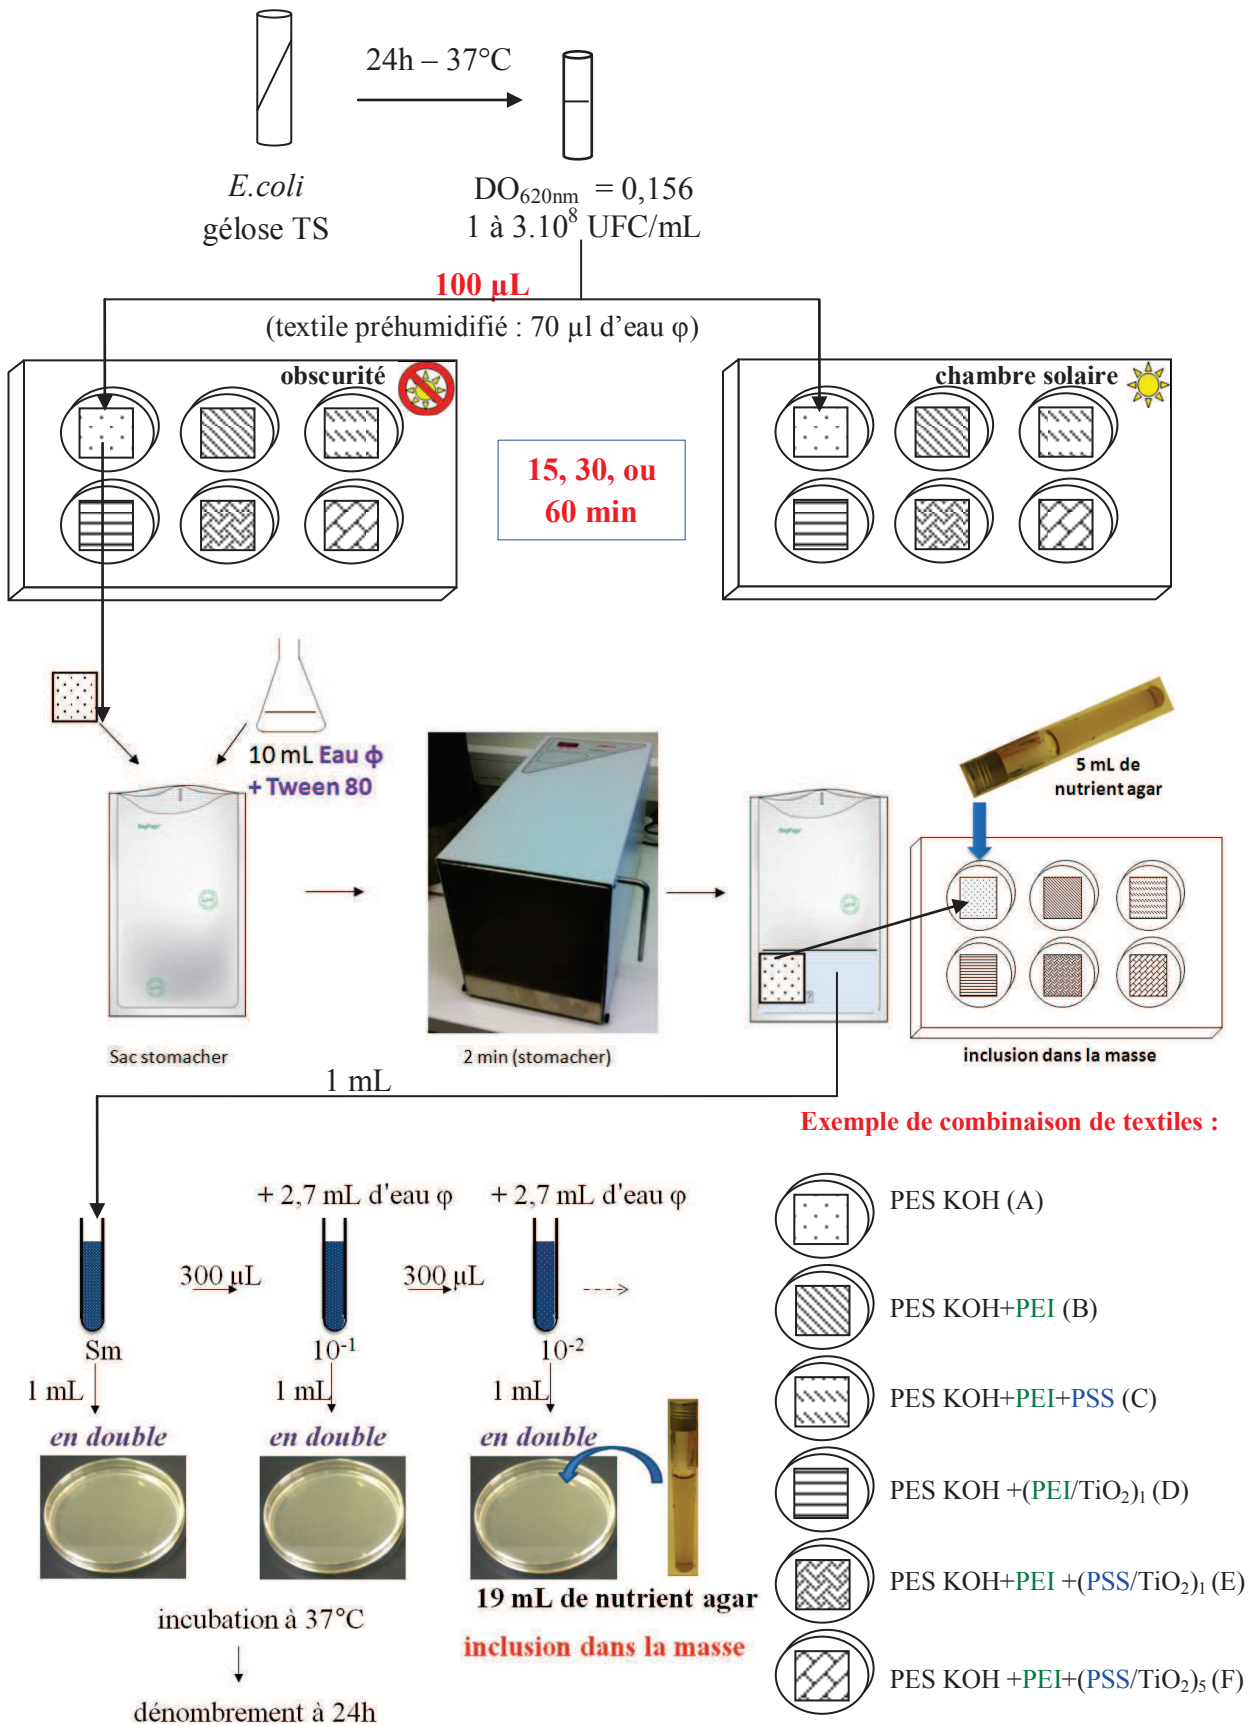 24h – 37°C
E.coli
gélose TS
DO620nm = 0,156
1 à 3.10⁸ UFC/mL
100 µL
(textile préhumidifié : 70 µl d'eau φ)
obscurité
chambre solaire
15, 30, ou
60 min
10 mL Eau ϕ
+ Tween 80
5 mL de
nutrient agar
Sac stomacher
2 min (stomacher)
inclusion dans la masse
1 mL
Exemple de combinaison de textiles :
+ 2,7 mL d'eau φ
+ 2,7 mL d'eau φ
300 µL
300 µL
Sm
10⁻¹
10⁻²
1 mL
1 mL
1 mL
en double
en double
en double
19 mL de nutrient agar
incubation à 37°C
inclusion dans la masse
dénombrement à 24h
PES KOH (A)
PES KOH+PEI (B)
PES KOH+PEI+PSS (C)
PES KOH +(PEI/TiO₂)₁ (D)
PES KOH+PEI +(PSS/TiO₂)₁ (E)
PES KOH +PEI+(PSS/TiO₂)₅ (F)